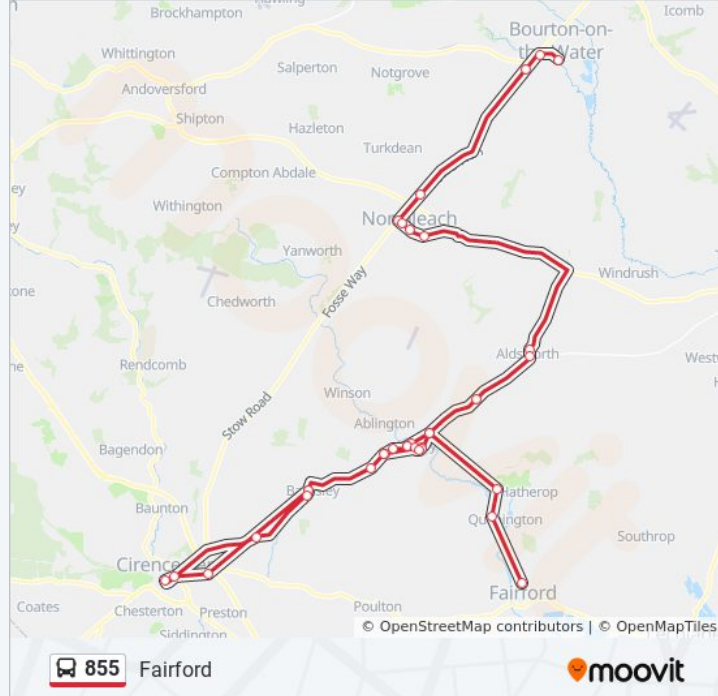 Brockhampton
Icomb
Bourton-on-
the-Water
Whittington
Salperton
Notgrove
Andoversford
Shipton
Hazleton
Turkdean
Compton Abdale
Withington
Northleach
Yanworth
Windrush
Fosse Way
Chedworth
Aldsworth
Rendcomb
Winson
Stow Road
Ablington
Bagendon
Barnsley
Hatherop
Baunton
Quenington
Southrop
Cirencester
Fairford
Coates
Chesterton
Preston
Poulton
Siddington
© OpenStreetMap contributors | © OpenMapTiles
855 Fairford
moovit